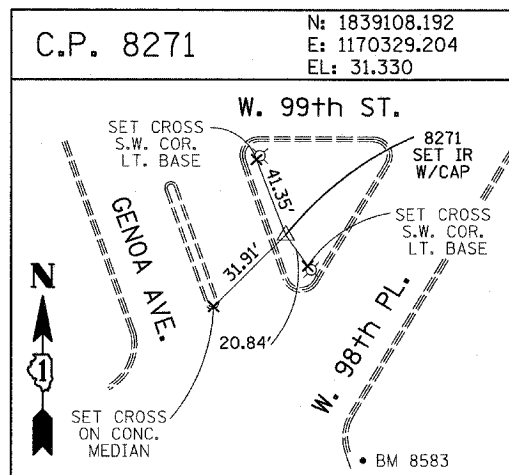 C.P. 8271
N: 1839108.192
E: 1170329.204
EL: 31.330
W. 99th ST.
SET CROSS
S.W. COR.
LT. BASE
8271
SET IR
W/CAP
41.35'
GENOA AVE.
31.91'
SET CROSS
S.W. COR.
LT. BASE
N
1
20.84'
W. 98th PL.
SET CROSS
ON CONC.
MEDIAN
BM 8583